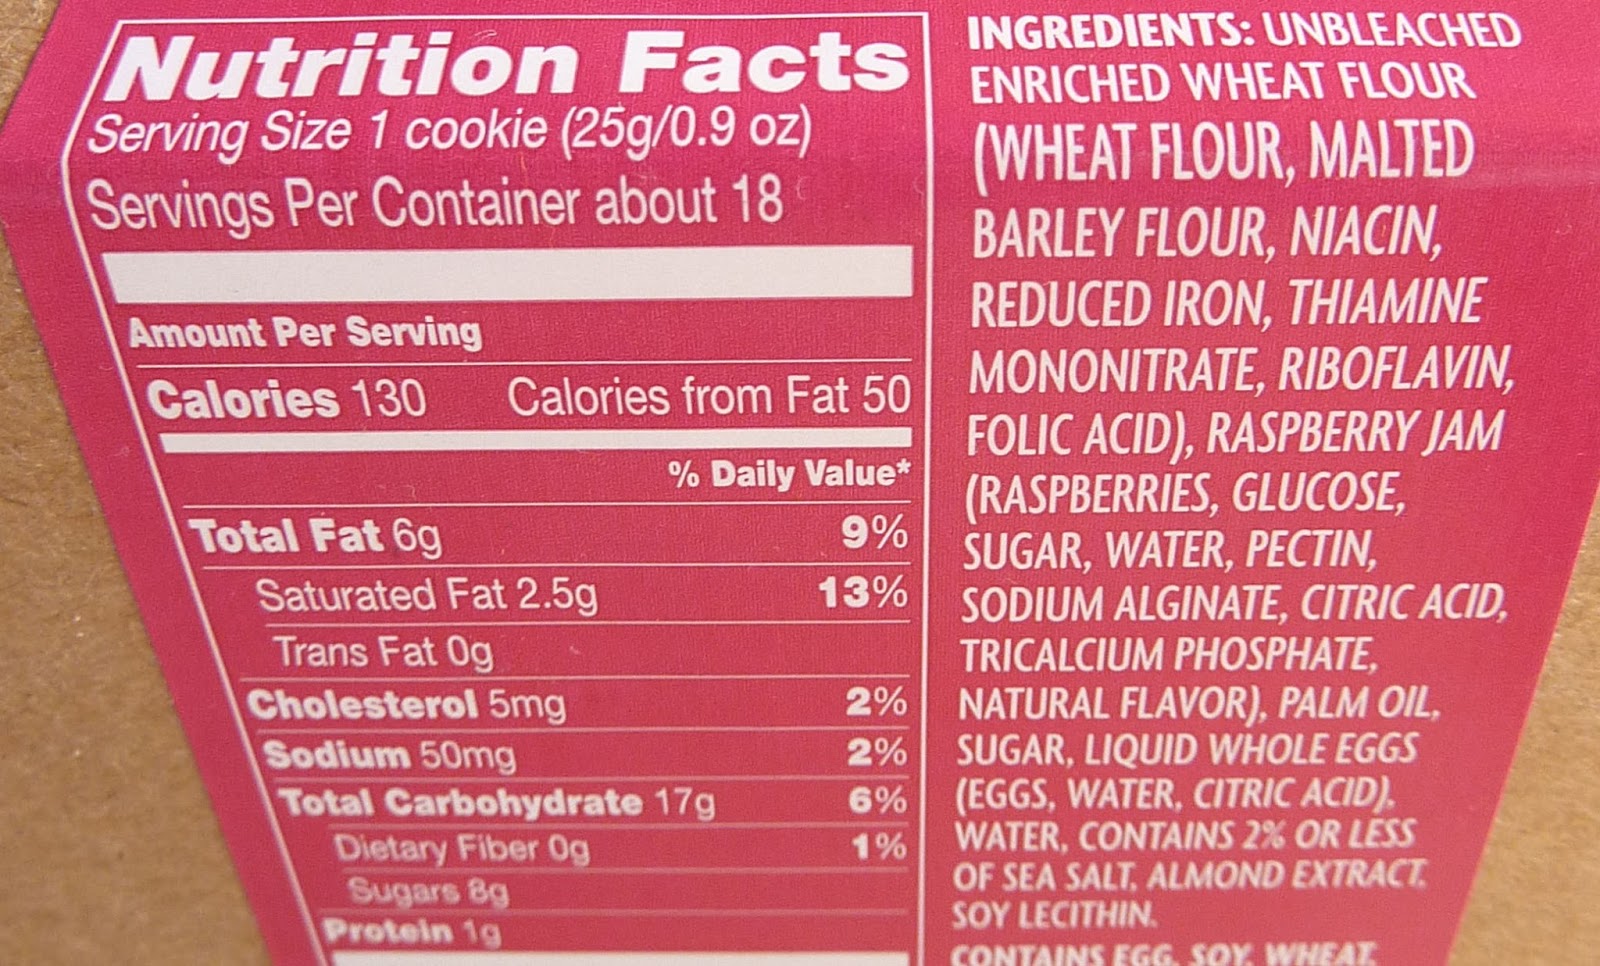 Nutrition Facts
Serving Size 1 cookie (25g/0.9 oz)
Servings Per Container about 18
Amount Per Serving
Calories 130 Calories from Fat 50
% Daily Value*
Total Fat 6g 9%
Saturated Fat 2.5g 13%
Trans Fat 0g
Cholesterol 5mg 2%
Sodium 50mg 2%
Total Carbohydrate 17g 6%
Dietary Fiber 0g 1%
Sugars 8g
Protein 1g
INGREDIENTS: UNBLEACHED
ENRICHED WHEAT FLOUR
(WHEAT FLOUR, MALTED
BARLEY FLOUR, NIACIN,
REDUCED IRON, THIAMINE
MONONITRATE, RIBOFLAVIN,
FOLIC ACID), RASPBERRY JAM
(RASPBERRIES, GLUCOSE,
SUGAR, WATER, PECTIN,
SODIUM ALGINATE, CITRIC ACID,
TRICALCIUM PHOSPHATE,
NATURAL FLAVOR), PALM OIL,
SUGAR, LIQUID WHOLE EGGS
(EGGS, WATER, CITRIC ACID),
WATER, CONTAINS 2% OR LESS
OF SEA SALT, ALMOND EXTRACT,
SOY LECITHIN.
CONTAINS EGG, SOY, WHEAT,